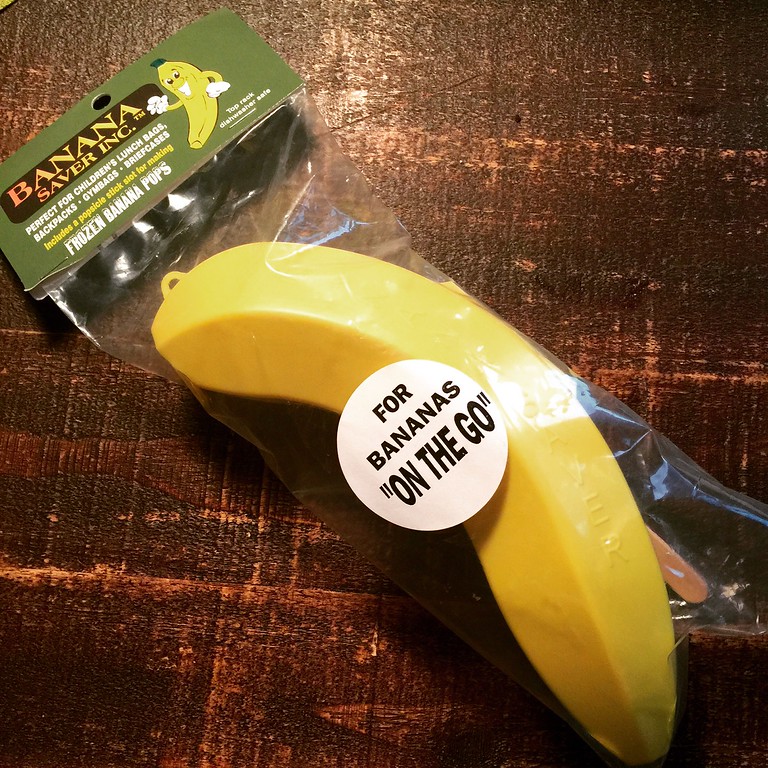 BANANA
SAVER INC.™
PERFECT FOR CHILDREN'S LUNCH BAGS,
BACKPACKS • GYMBAGS • BRIEFCASES
Includes a popsicle stick slot for making
FROZEN BANANA POPS
Top rack
dishwasher safe
FOR
BANANAS
"ON THE GO"